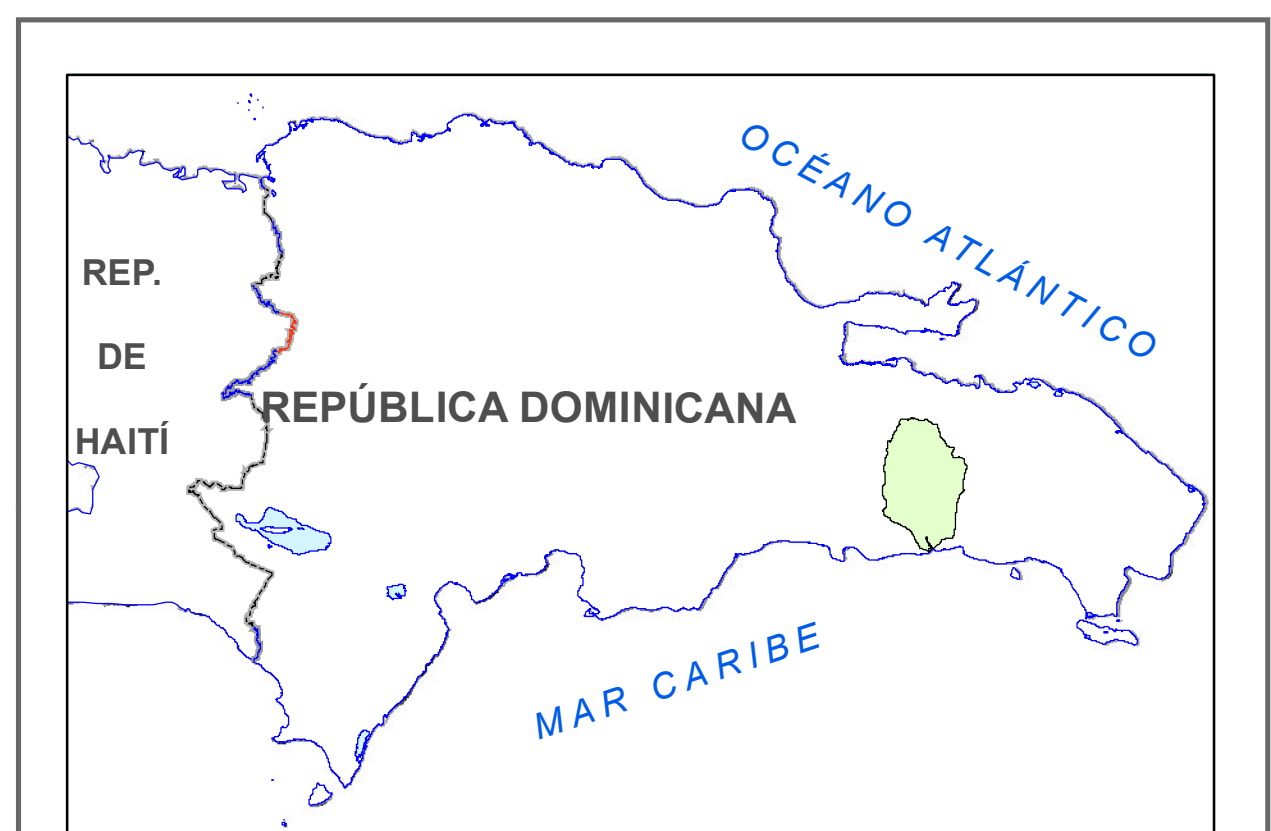 OCÉANO ATLÁNTICO
REP.
DE
HAITÍ
REPÚBLICA DOMINICANA
MAR CARIBE